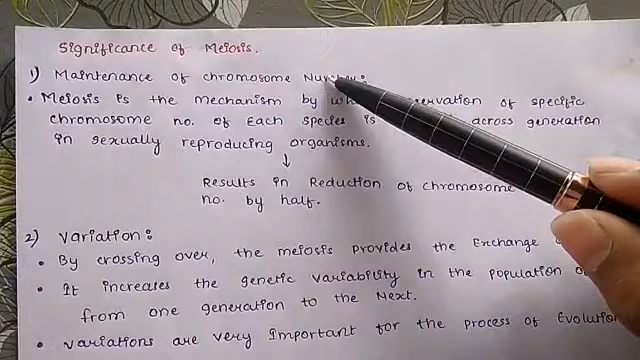 Significance of Meiosis.
1) Maintenance of chromosome
• Meiosis is the mechanism by of specific
chromosome no. of Each species is across generation
in sexually reproducing organisms.
↓
Results in Reduction of chromosome
no. by half.
2) Variation:
• By crossing over, the meiosis provides the Exchange
• It increases the genetic variability in the population
from one generation to the Next.
• variations are very Important for the process of Evolution